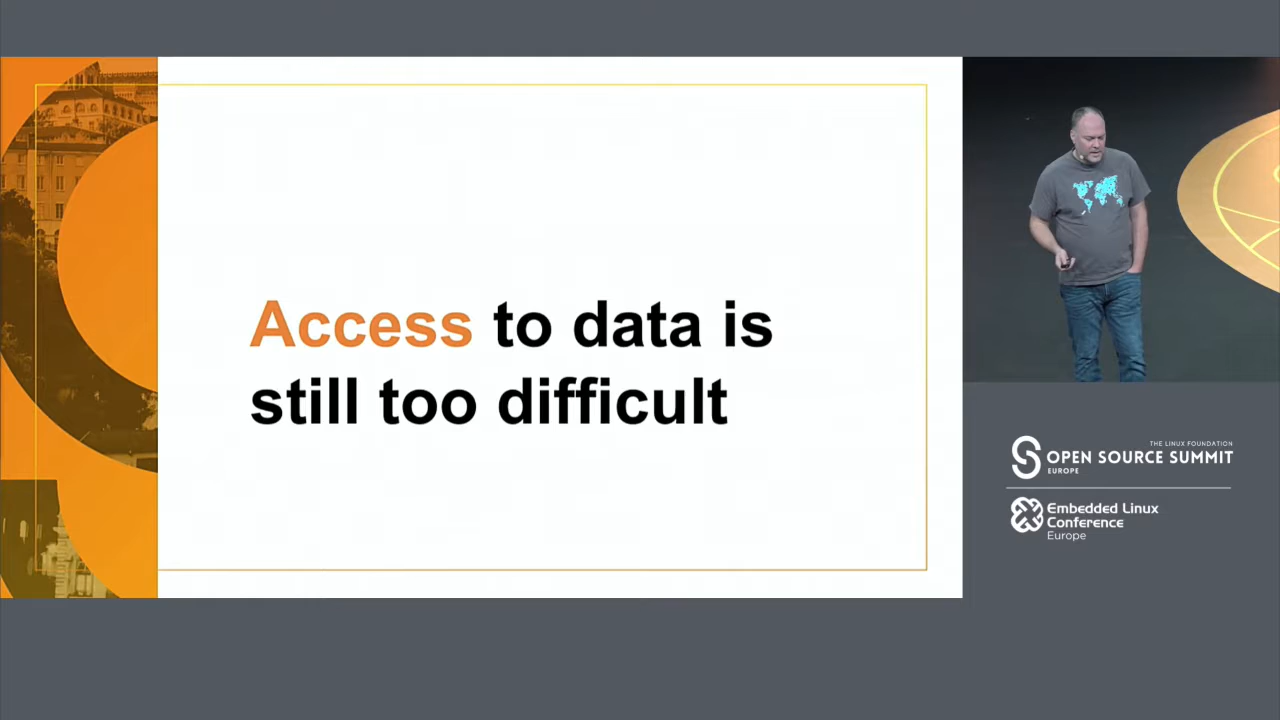 Access to data is
still too difficult
THE LINUX FOUNDATION
OPEN SOURCE SUMMIT
EUROPE
Embedded Linux
Conference
Europe